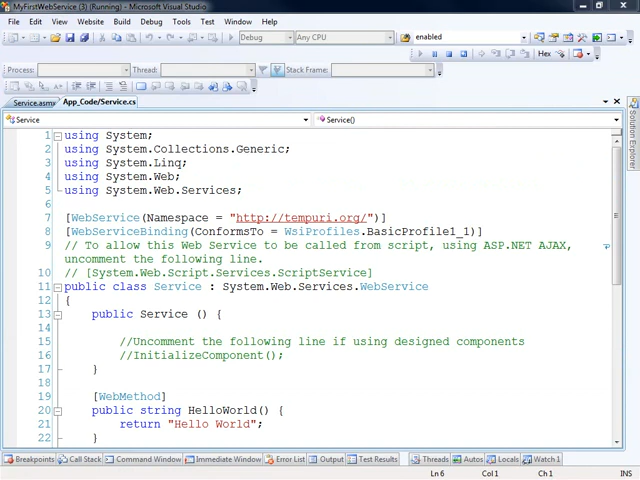 MyFirstWebService (3) (Running) - Microsoft Visual Studio
File Edit View Website Build Debug Tools Test Window Help
Debug Any CPU enabled
Hex
Process: Thread: Stack Frame:
Service.asmx App_Code/Service.cs
Service Service()
1 using System;
2 using System.Collections.Generic;
3 using System.Linq;
4 using System.Web;
5 using System.Web.Services;
6
7 [WebService(Namespace = "http://tempuri.org/")]
8 [WebServiceBinding(ConformsTo = WsiProfiles.BasicProfile1_1)]
9 // To allow this Web Service to be called from script, using ASP.NET AJAX,
uncomment the following line.
10 // [System.Web.Script.Services.ScriptService]
11 public class Service : System.Web.Services.WebService
12 {
13 public Service () {
14
15 //Uncomment the following line if using designed components
16 //InitializeComponent();
17 }
18
19 [WebMethod]
20 public string HelloWorld() {
21 return "Hello World";
22 }
Solution Explorer
Breakpoints Call Stack Command Window Immediate Window Error List Output Test Results Threads Autos Locals Watch 1
Ln 6 Col 1 Ch 1 INS